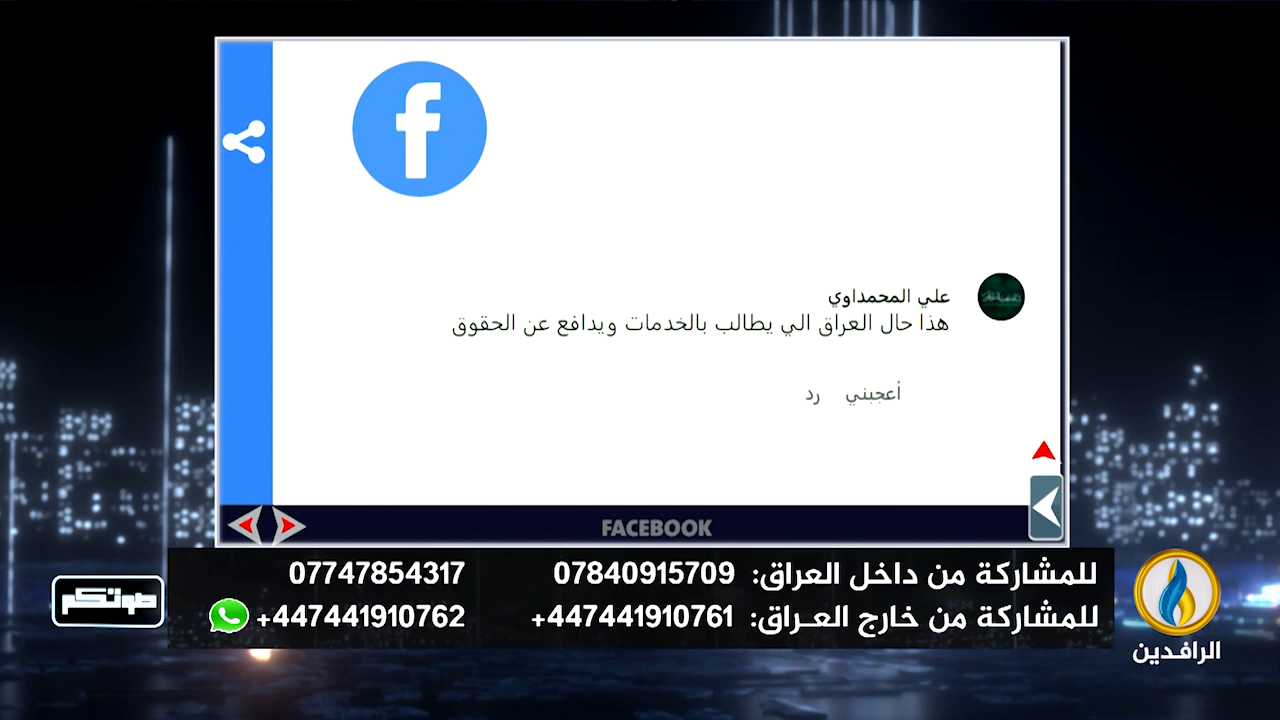 علي المحمداوي
هذا حال العراق الي يطالب بالخدمات ويدافع عن الحقوق
أعجبني رد
FACEBOOK
للمشاركة من داخل العراق: 07840915709 07747854317
للمشاركة من خارج العـراق: 447441910761+ 447441910762+
صوتكم
الرافدين